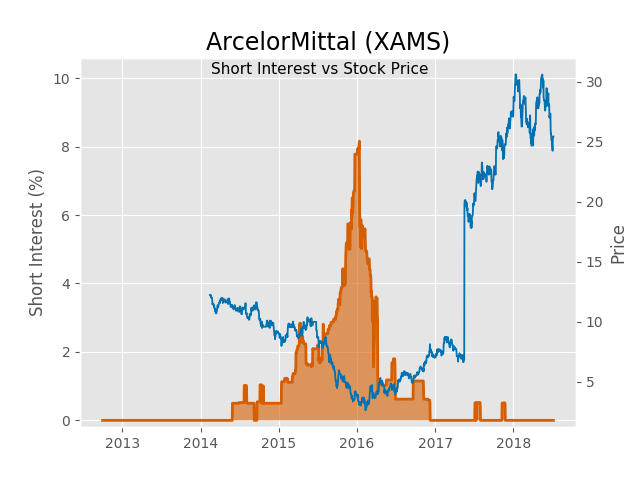 ArcelorMittal (XAMS)
Short Interest vs Stock Price
Short Interest (%)
10
8
6
4
2
0
30
25
20
15
10
5
Price
2013 2014 2015 2016 2017 2018